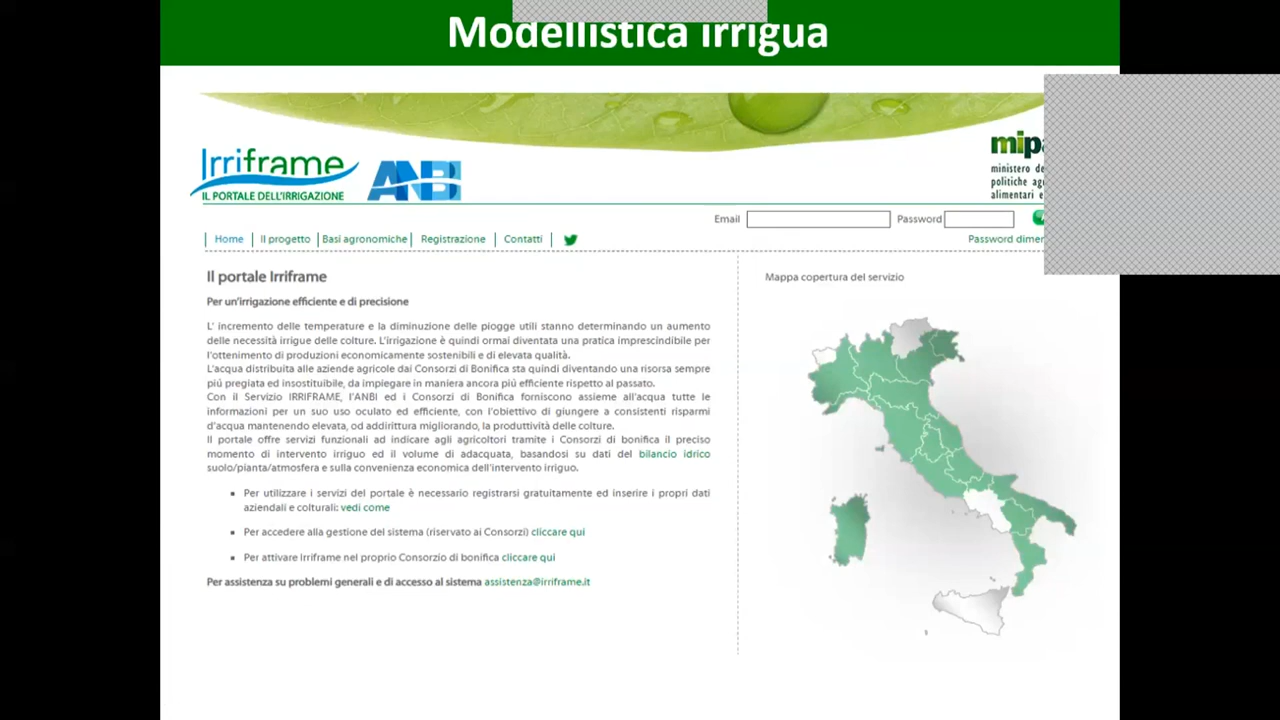 Modellistica irrigua
Irriframe
IL PORTALE DELL'IRRIGAZIONE
ANBI
ministero
politiche
alimentari e
Email
Password
Home
Il progetto
Basi agronomiche
Registrazione
Contatti
Password
Il portale Irriframe
Mappa copertura del servizio
Per un'irrigazione efficiente e di precisione
L' incremento delle temperature e la diminuzione delle piogge utili stanno determinando un aumento
delle necessità irrigue delle colture. L'irrigazione è quindi ormai diventata una pratica imprescindibile per
l'ottenimento di produzioni economicamente sostenibili e di elevata qualità.
L'acqua distribuita alle aziende agricole dai Consorzi di Bonifica sta quindi diventando una risorsa sempre
più pregiata ed insostituibile, da impiegare in maniera ancora più efficiente rispetto al passato.
Con il Servizio IRRIFRAME, l'ANBI ed i Consorzi di Bonifica forniscono assieme all'acqua tutte le
informazioni per un suo uso oculato ed efficiente, con l'obiettivo di giungere a consistenti risparmi
d'acqua mantenendo elevata, od addirittura migliorando, la produttività delle colture.
Il portale offre servizi funzionali ad indicare agli agricoltori tramite i Consorzi di bonifica il preciso
momento di intervento irriguo ed il volume di adacquata, basandosi su dati del bilancio idrico
suolo/pianta/atmosfera e sulla convenienza economica dell'intervento irriguo.
Per utilizzare i servizi del portale è necessario registrarsi gratuitamente ed inserire i propri dati
aziendali e colturali: vedi come
Per accedere alla gestione del sistema (riservato ai Consorzi) cliccare qui
Per attivare Irriframe nel proprio Consorzio di bonifica cliccare qui
Per assistenza su problemi generali e di accesso al sistema assistenza@irriframe.it